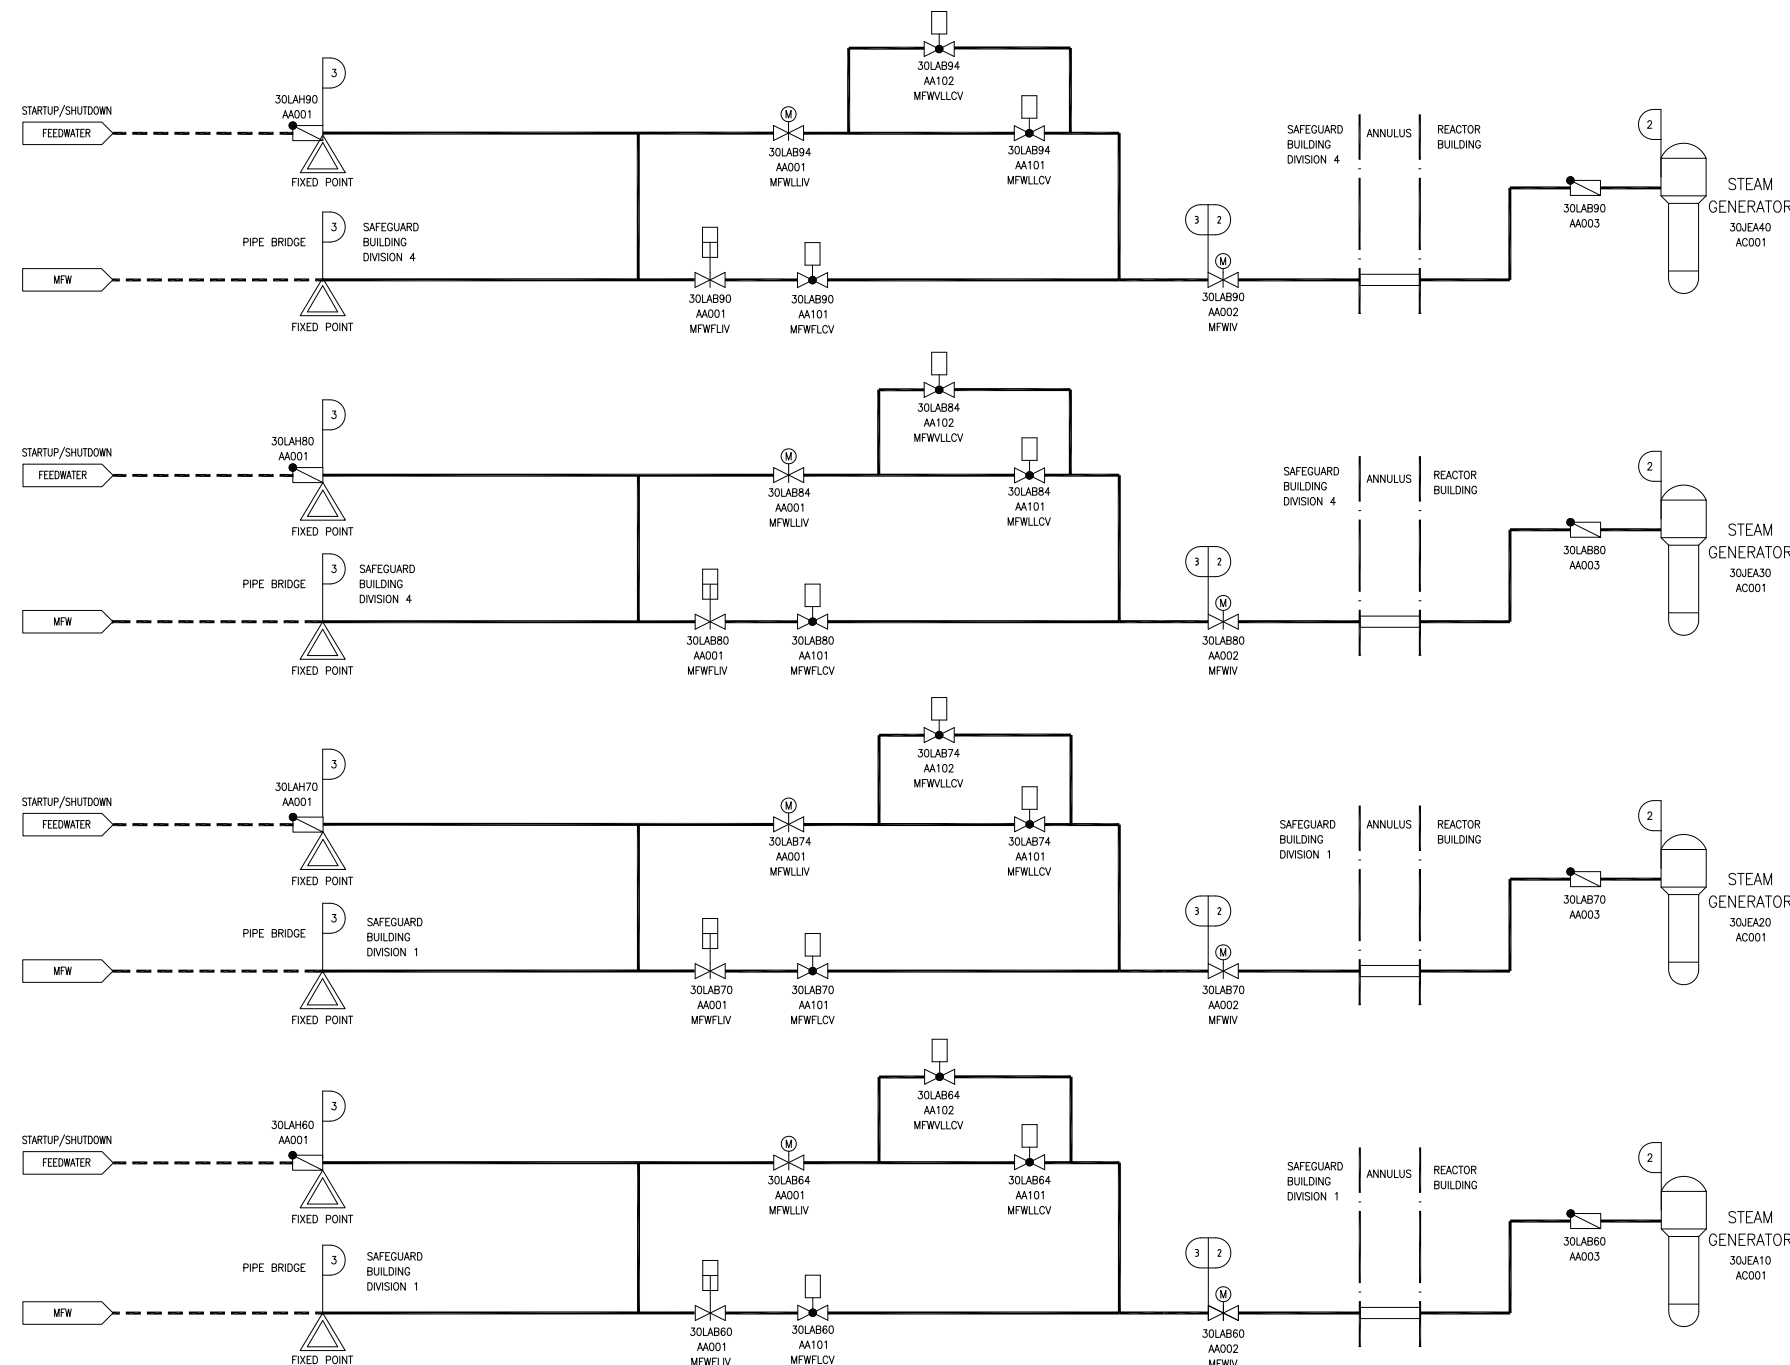 30LAB94
AA102
MFWVLLCV
3
30LAH90
AA001
STARTUP/SHUTDOWN
FEEDWATER
FIXED POINT
M
30LAB94
AA001
MFWLLIV
30LAB94
AA101
MFWLLCV
SAFEGUARD
BUILDING
DIVISION 4
ANNULUS
REACTOR
BUILDING
2
STEAM
GENERATOR
30JEA40
AC001
30LAB90
AA003
PIPE BRIDGE
3
SAFEGUARD
BUILDING
DIVISION 4
MFW
FIXED POINT
30LAB90
AA001
MFWFLIV
30LAB90
AA101
MFWFLCV
3 2
M
30LAB90
AA002
MFWIV
30LAB84
AA102
MFWVLLCV
3
30LAH80
AA001
STARTUP/SHUTDOWN
FEEDWATER
FIXED POINT
M
30LAB84
AA001
MFWLLIV
30LAB84
AA101
MFWLLCV
SAFEGUARD
BUILDING
DIVISION 4
ANNULUS
REACTOR
BUILDING
2
STEAM
GENERATOR
30JEA30
AC001
30LAB80
AA003
PIPE BRIDGE
3
SAFEGUARD
BUILDING
DIVISION 4
MFW
FIXED POINT
30LAB80
AA001
MFWFLIV
30LAB80
AA101
MFWFLCV
3 2
M
30LAB80
AA002
MFWIV
30LAB74
AA102
MFWVLLCV
3
30LAH70
AA001
STARTUP/SHUTDOWN
FEEDWATER
FIXED POINT
M
30LAB74
AA001
MFWLLIV
30LAB74
AA101
MFWLLCV
SAFEGUARD
BUILDING
DIVISION 1
ANNULUS
REACTOR
BUILDING
2
STEAM
GENERATOR
30JEA20
AC001
30LAB70
AA003
PIPE BRIDGE
3
SAFEGUARD
BUILDING
DIVISION 1
MFW
FIXED POINT
30LAB70
AA001
MFWFLIV
30LAB70
AA101
MFWFLCV
3 2
M
30LAB70
AA002
MFWIV
30LAB64
AA102
MFWVLLCV
3
30LAH60
AA001
STARTUP/SHUTDOWN
FEEDWATER
FIXED POINT
M
30LAB64
AA001
MFWLLIV
30LAB64
AA101
MFWLLCV
SAFEGUARD
BUILDING
DIVISION 1
ANNULUS
REACTOR
BUILDING
2
STEAM
GENERATOR
30JEA10
AC001
30LAB60
AA003
PIPE BRIDGE
3
SAFEGUARD
BUILDING
DIVISION 1
MFW
FIXED POINT
30LAB60
AA001
MFWFLIV
30LAB60
AA101
MFWFLCV
3 2
M
30LAB60
AA002
MFWIV